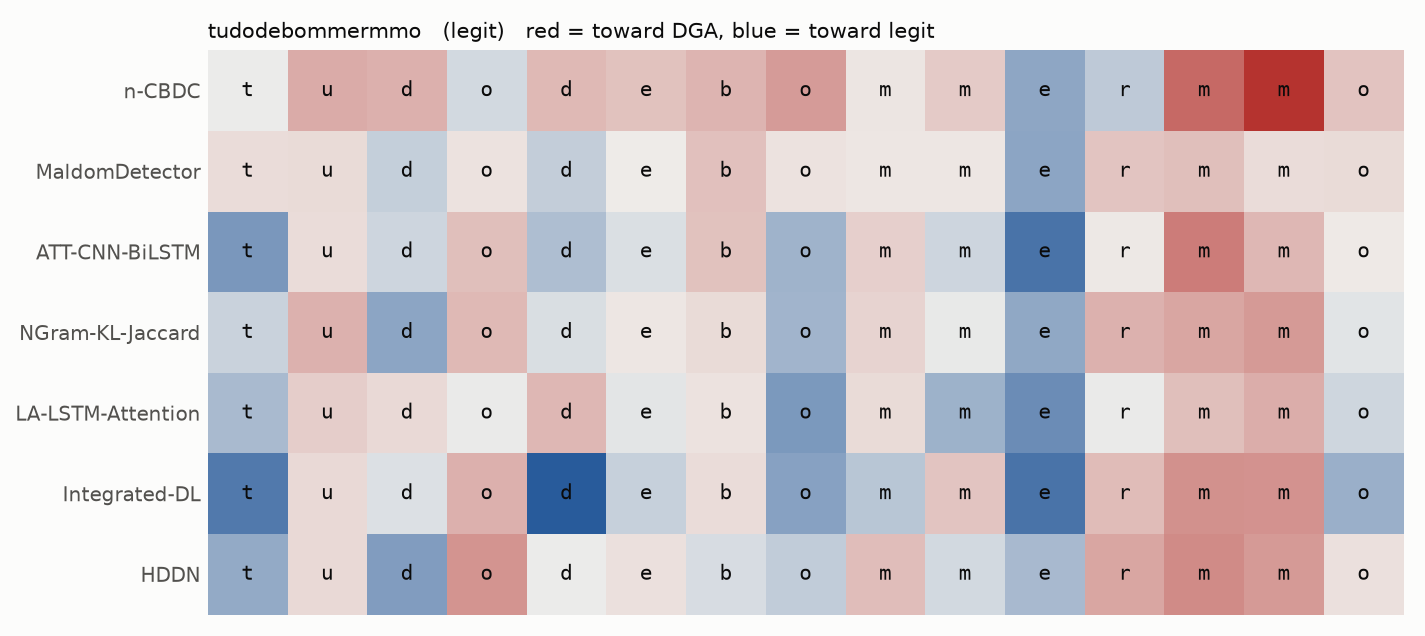 tudodebommermmo (legit) red = toward DGA, blue = toward legit
n-CBDC t u d o d e b o m m e r m m o
MaldomDetector t u d o d e b o m m e r m m o
ATT-CNN-BiLSTM t u d o d e b o m m e r m m o
NGram-KL-Jaccard t u d o d e b o m m e r m m o
LA-LSTM-Attention t u d o d e b o m m e r m m o
Integrated-DL t u d o d e b o m m e r m m o
HDDN t u d o d e b o m m e r m m o